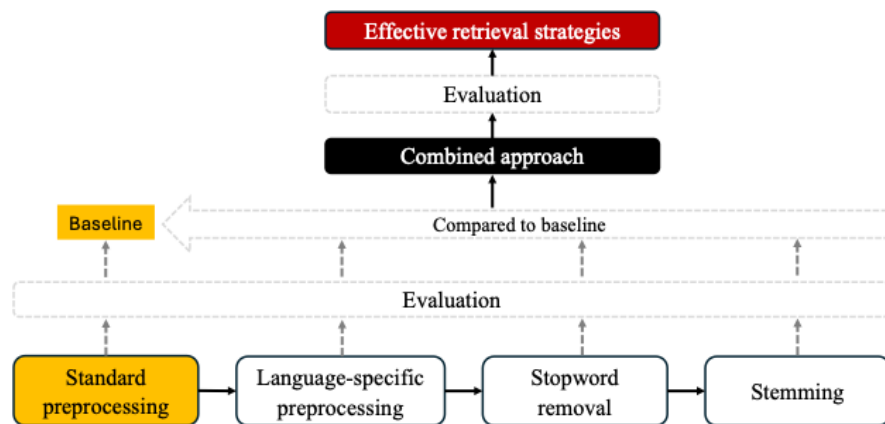 Effective retrieval strategies
Evaluation
Combined approach
Baseline
Compared to baseline
Evaluation
Standard
preprocessing
Language-specific
preprocessing
Stopword
removal
Stemming